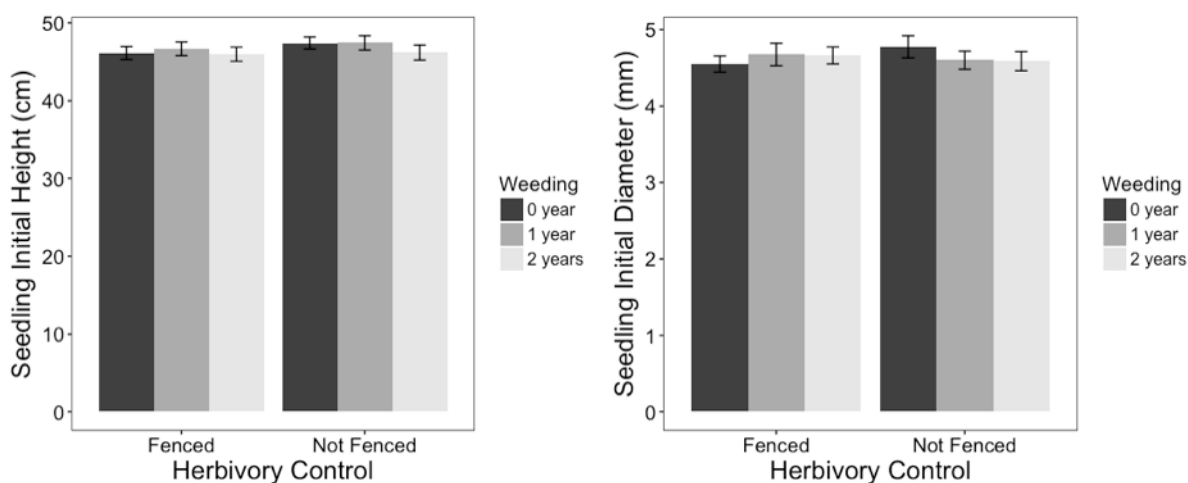 Seedling Initial Height (cm)
50
40
30
20
10
0
Fenced
Not Fenced
Herbivory Control
Weeding
0 year
1 year
2 years
Seedling Initial Diameter (mm)
5
4
3
2
1
0
Fenced
Not Fenced
Herbivory Control
Weeding
0 year
1 year
2 years